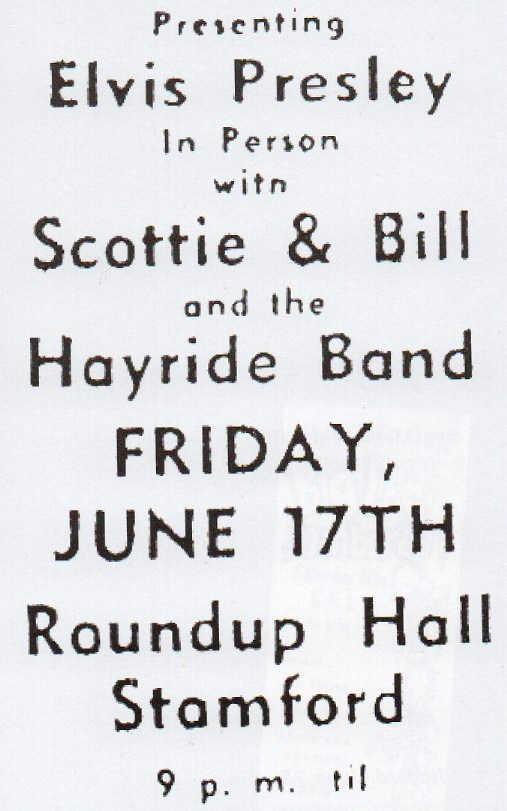 Presenting
Elvis Presley
In Person
witn
Scottie & Bill
and the
Hayride Band
FRIDAY,
JUNE 17TH
Roundup Hall
Stamford
9 p. m. til